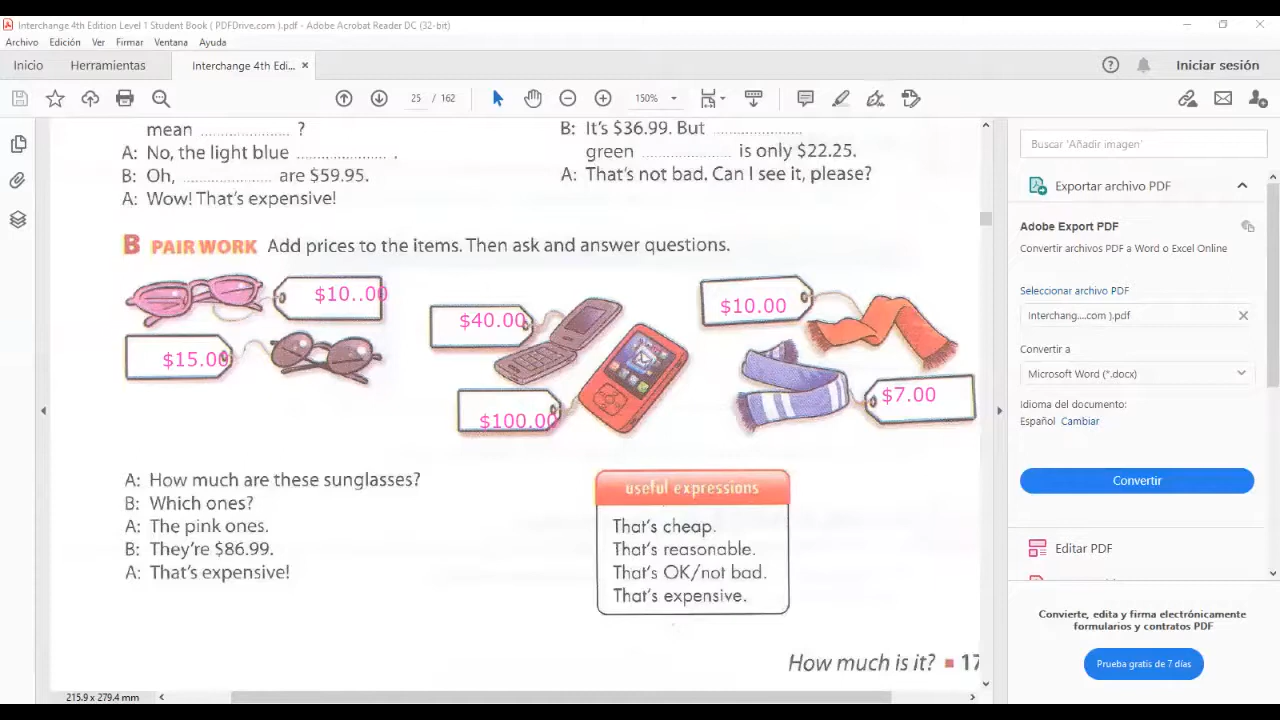 Interchange 4th Edition Level 1 Student Book ( PDFDrive.com ).pdf - Adobe Acrobat Reader DC (32-bit)
Archivo Edición Ver Firmar Ventana Ayuda
Inicio Herramientas Interchange 4th Edi... × Iniciar sesión
25 / 162 150%
mean .................... ?
A: No, the light blue .................... .
B: Oh, .................... are $59.95.
A: Wow! That's expensive!
B: It's $36.99. But ....................
green .................... is only $22.25.
A: That's not bad. Can I see it, please?
B PAIR WORK Add prices to the items. Then ask and answer questions.
$10..00
$15.00
$40.00
$100.00
$10.00
$7.00
A: How much are these sunglasses?
B: Which ones?
A: The pink ones.
B: They're $86.99.
A: That's expensive!
useful expressions
That's cheap.
That's reasonable.
That's OK/not bad.
That's expensive.
How much is it? ■ 17
215.9 x 279.4 mm
Buscar 'Añadir imagen'
Exportar archivo PDF
Adobe Export PDF
Convertir archivos PDF a Word o Excel Online
Seleccionar archivo PDF
Interchang....com ).pdf
Convertir a
Microsoft Word (*.docx)
Idioma del documento:
Español Cambiar
Convertir
Editar PDF
Convierte, edita y firma electrónicamente
formularios y contratos PDF
Prueba gratis de 7 días